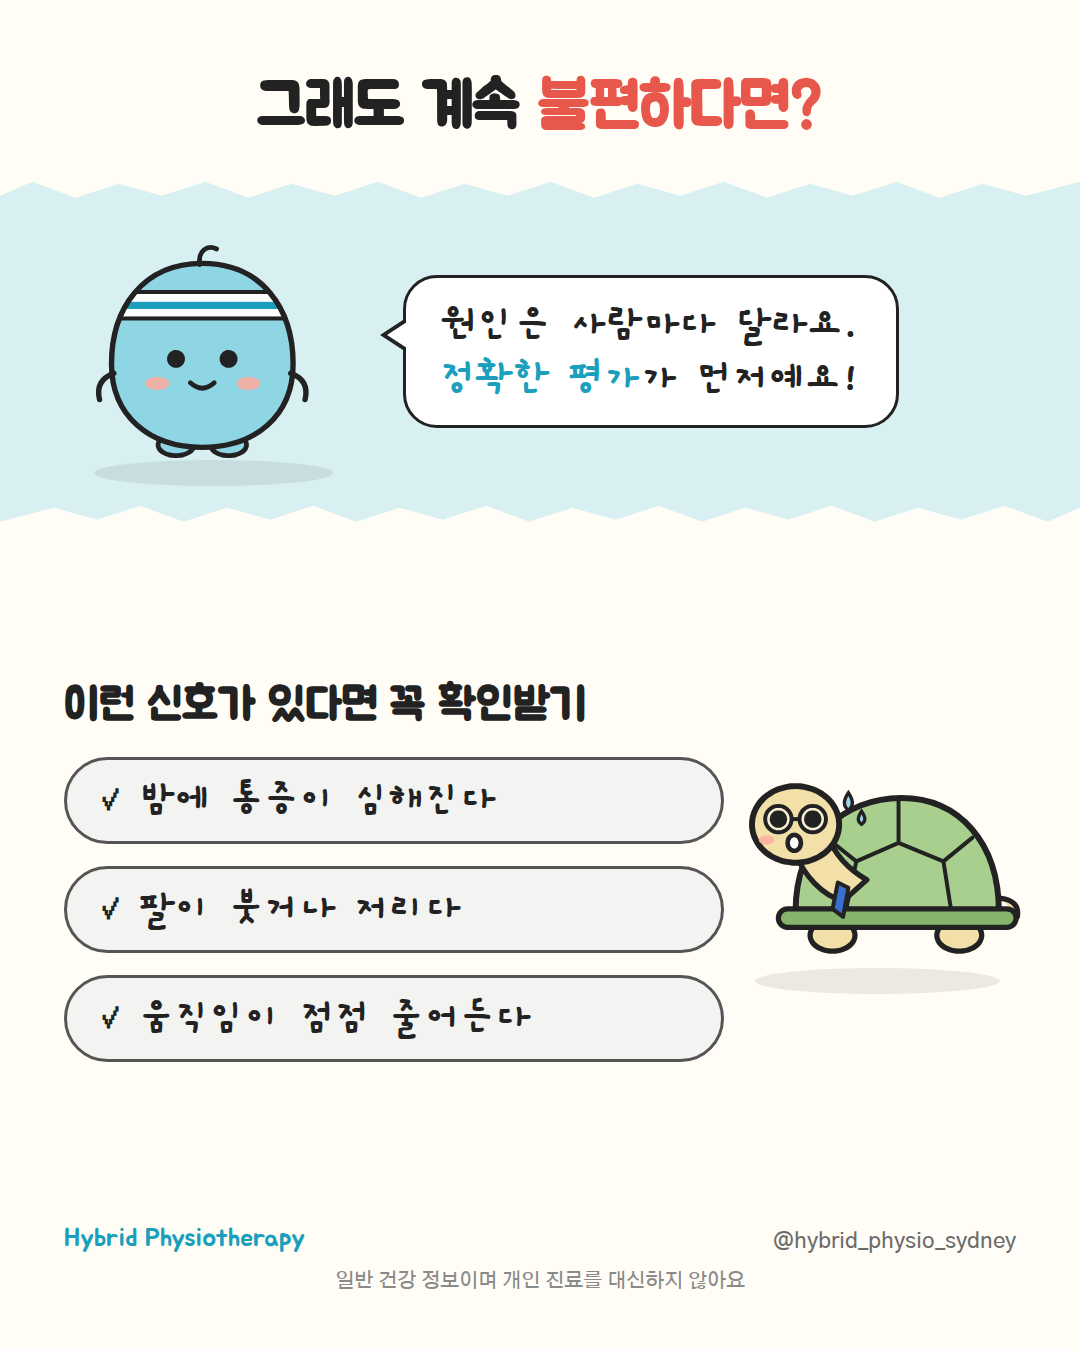 그래도 계속 불편하다면?
원인은 사람마다 달라요.
정확한 평가가 먼저예요!
이런 신호가 있다면 꼭 확인받기
✓ 밤에 통증이 심해진다
✓ 팔이 붓거나 저리다
✓ 움직임이 점점 줄어든다
Hybrid Physiotherapy
@hybrid_physio_sydney
일반 건강 정보이며 개인 진료를 대신하지 않아요